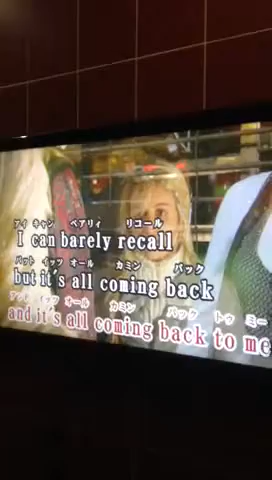 アイ キャン ベアリィ リコール
I can barely recall
バット イッツ オール カミン バック
but it's all coming back
アンド イッツ オール カミン バック トゥ ミー
and it's all coming back to me